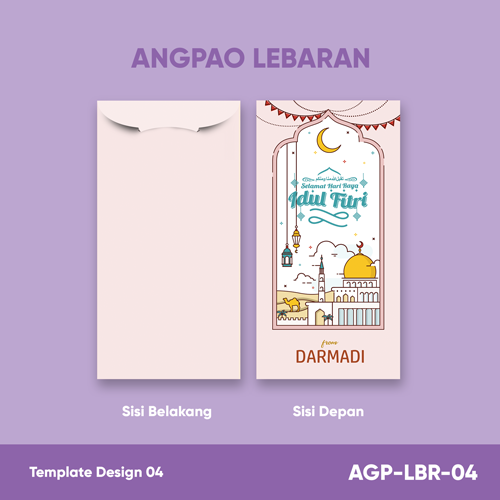 ANGPAO LEBARAN
Selamat Hari Raya
Idul Fitri
from
DARMADI
Sisi Belakang
Sisi Depan
Template Design 04
AGP-LBR-04